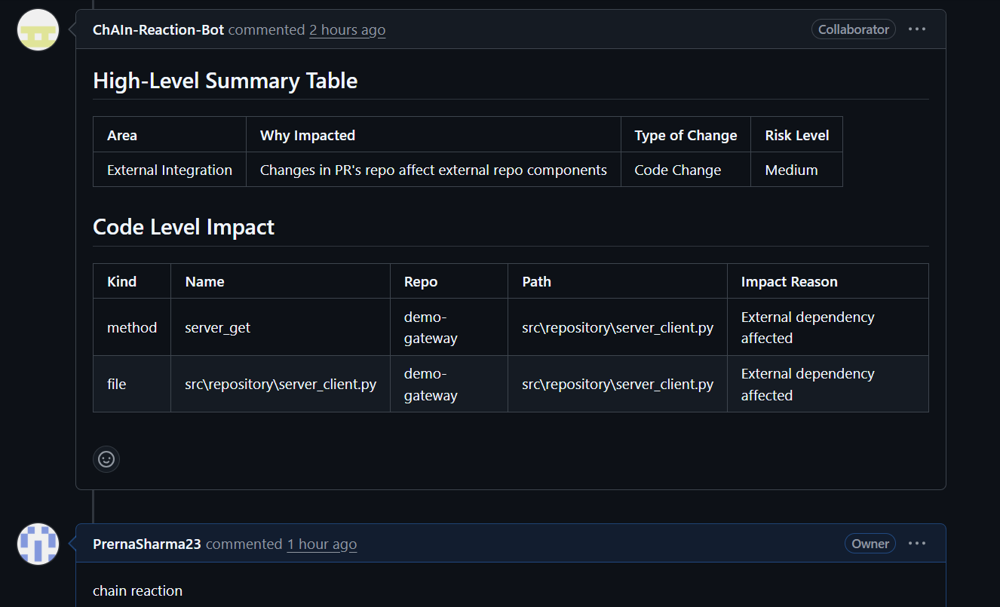 ChAIn-Reaction-Bot commented 2 hours ago Collaborator
High-Level Summary Table
Area Why Impacted Type of Change Risk Level
External Integration Changes in PR's repo affect external repo components Code Change Medium
Code Level Impact
Kind Name Repo Path Impact Reason
method server_get demo-gateway src\repository\server_client.py External dependency affected
file src\repository\server_client.py demo-gateway src\repository\server_client.py External dependency affected
PrernaSharma23 commented 1 hour ago Owner
chain reaction